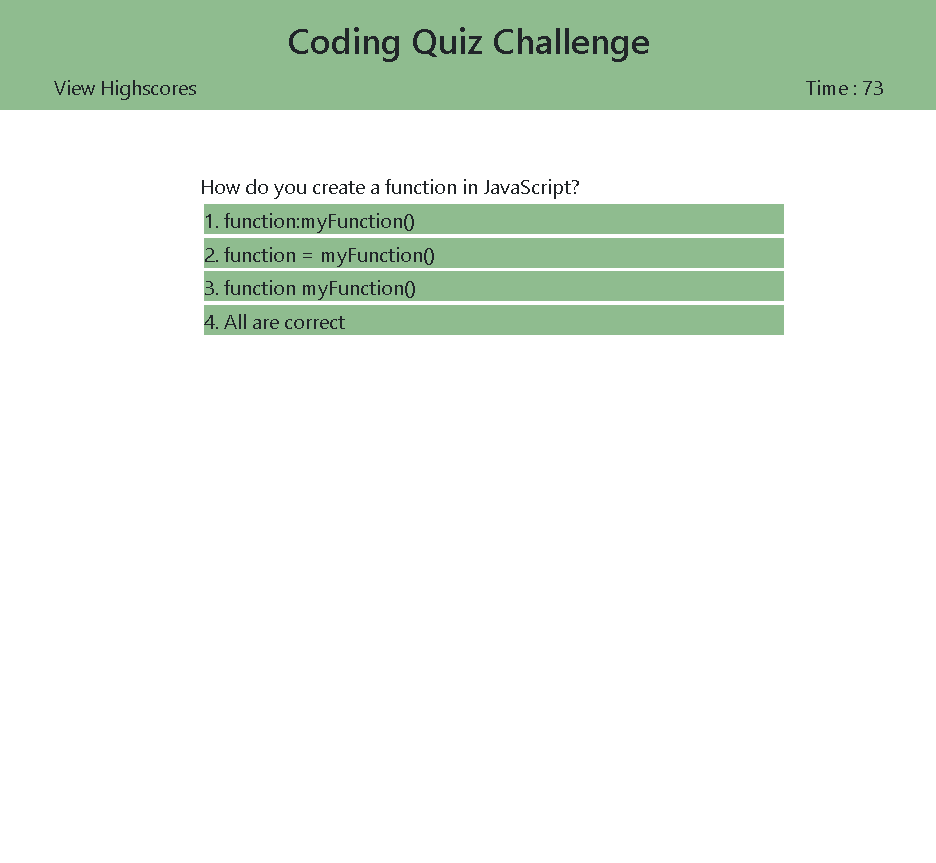 Coding Quiz Challenge
View Highscores
Time : 73
How do you create a function in JavaScript?
1. function:myFunction()
2. function = myFunction()
3. function myFunction()
4. All are correct